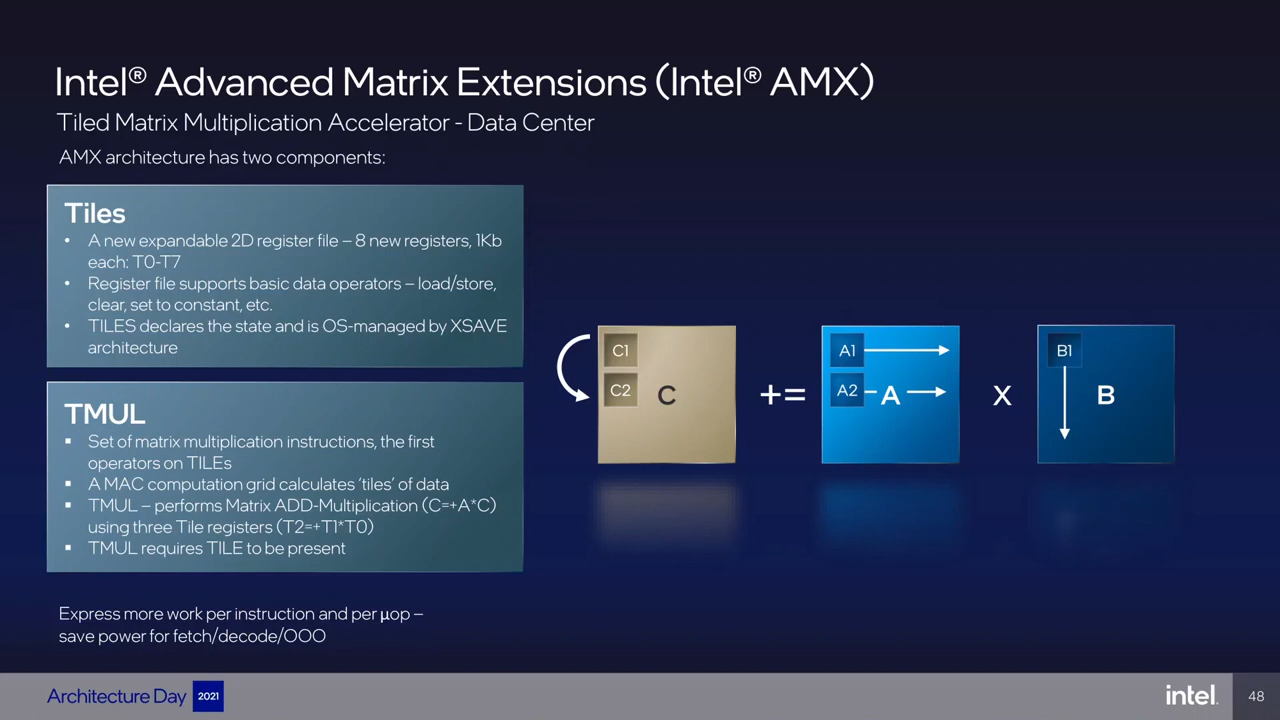 Intel® Advanced Matrix Extensions (Intel® AMX)
Tiled Matrix Multiplication Accelerator - Data Center
AMX architecture has two components:
Tiles
• A new expandable 2D register file – 8 new registers, 1Kb
each: T0-T7
• Register file supports basic data operators – load/store,
clear, set to constant, etc.
• TILES declares the state and is OS-managed by XSAVE
architecture
TMUL
▪ Set of matrix multiplication instructions, the first
operators on TILEs
▪ A MAC computation grid calculates ‘tiles’ of data
▪ TMUL – performs Matrix ADD-Multiplication (C=+A*C)
using three Tile registers (T2=+T1*T0)
▪ TMUL requires TILE to be present
Express more work per instruction and per µop –
save power for fetch/decode/OOO
C1
C2
C
+=
A1
A2
A
x
B1
B
Architecture Day 2021
intel.
48